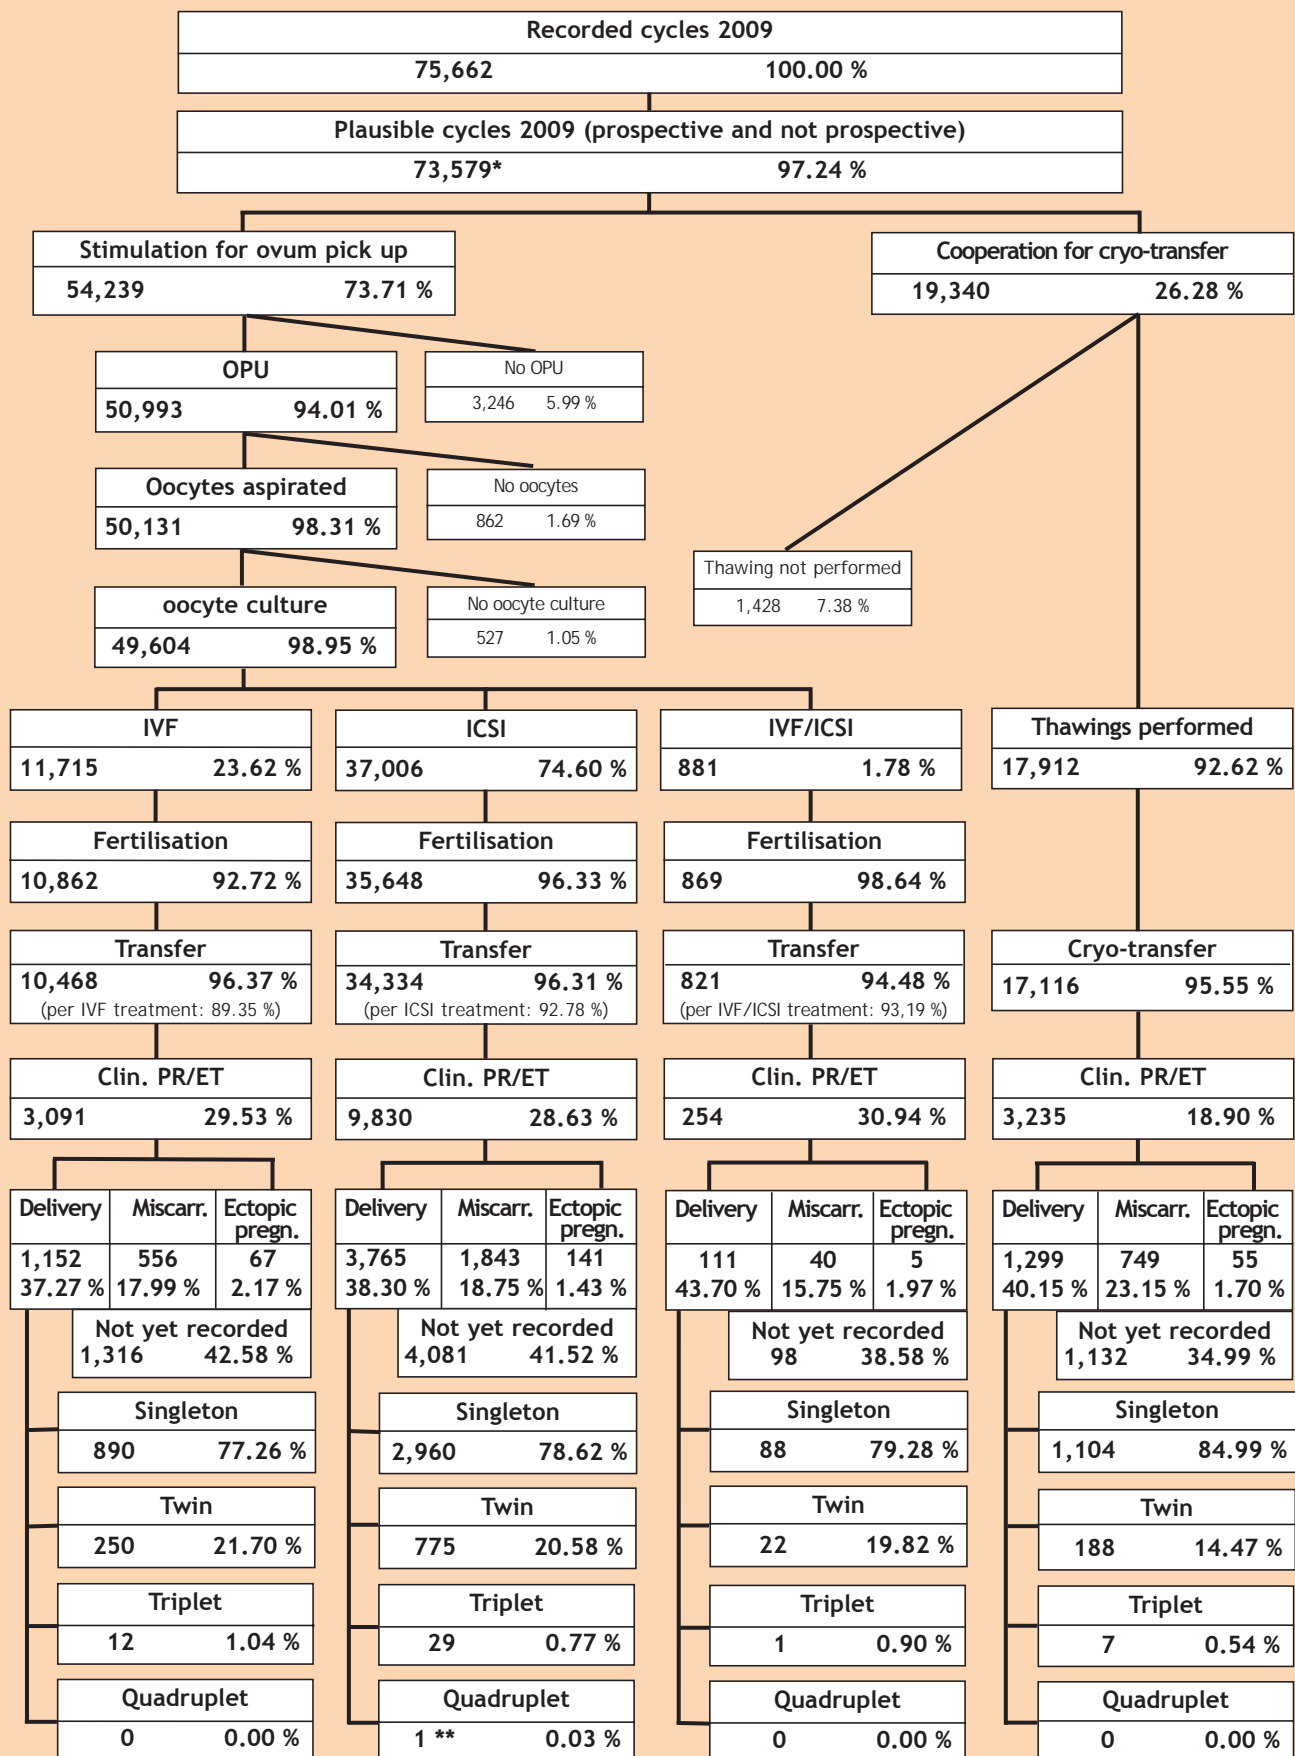 Recorded cycles 2009
75,662 100.00 %
Plausible cycles 2009 (prospective and not prospective)
73,579* 97.24 %
Stimulation for ovum pick up
54,239 73.71 %
Cooperation for cryo-transfer
19,340 26.28 %
OPU
50,993 94.01 %
No OPU
3,246 5.99 %
Oocytes aspirated
50,131 98.31 %
No oocytes
862 1.69 %
Thawing not performed
1,428 7.38 %
oocyte culture
49,604 98.95 %
No oocyte culture
527 1.05 %
IVF
11,715 23.62 %
ICSI
37,006 74.60 %
IVF/ICSI
881 1.78 %
Thawings performed
17,912 92.62 %
Fertilisation
10,862 92.72 %
Fertilisation
35,648 96.33 %
Fertilisation
869 98.64 %
Transfer
10,468 96.37 %
(per IVF treatment: 89.35 %)
Transfer
34,334 96.31 %
(per ICSI treatment: 92.78 %)
Transfer
821 94.48 %
(per IVF/ICSI treatment: 93,19 %)
Cryo-transfer
17,116 95.55 %
Clin. PR/ET
3,091 29.53 %
Clin. PR/ET
9,830 28.63 %
Clin. PR/ET
254 30.94 %
Clin. PR/ET
3,235 18.90 %
Delivery Miscarr. Ectopic
pregn.
1,152 556 67
37.27 % 17.99 % 2.17 %
Not yet recorded
1,316 42.58 %
Delivery Miscarr. Ectopic
pregn.
3,765 1,843 141
38.30 % 18.75 % 1.43 %
Not yet recorded
4,081 41.52 %
Delivery Miscarr. Ectopic
pregn.
111 40 5
43.70 % 15.75 % 1.97 %
Not yet recorded
98 38.58 %
Delivery Miscarr. Ectopic
pregn.
1,299 749 55
40.15 % 23.15 % 1.70 %
Not yet recorded
1,132 34.99 %
Singleton
890 77.26 %
Singleton
2,960 78.62 %
Singleton
88 79.28 %
Singleton
1,104 84.99 %
Twin
250 21.70 %
Twin
775 20.58 %
Twin
22 19.82 %
Twin
188 14.47 %
Triplet
12 1.04 %
Triplet
29 0.77 %
Triplet
1 0.90 %
Triplet
7 0.54 %
Quadruplet
0 0.00 %
Quadruplet
1 ** 0.03 %
Quadruplet
0 0.00 %
Quadruplet
0 0.00 %